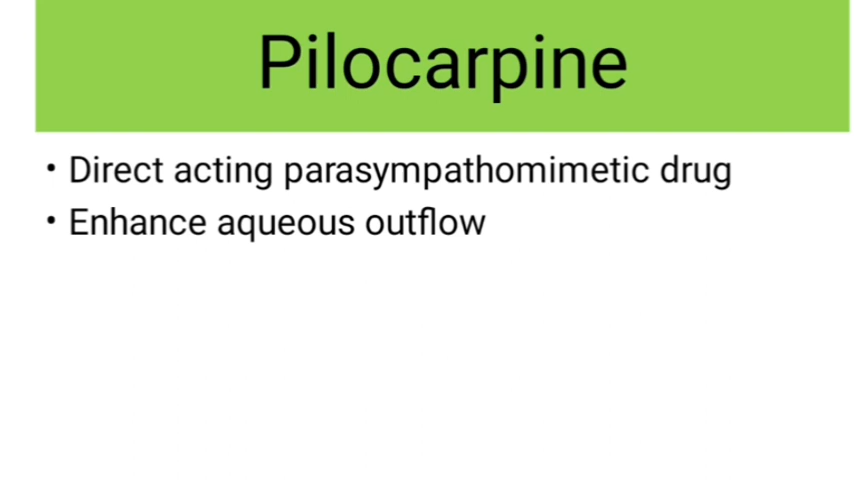 Pilocarpine
• Direct acting parasympathomimetic drug
• Enhance aqueous outflow